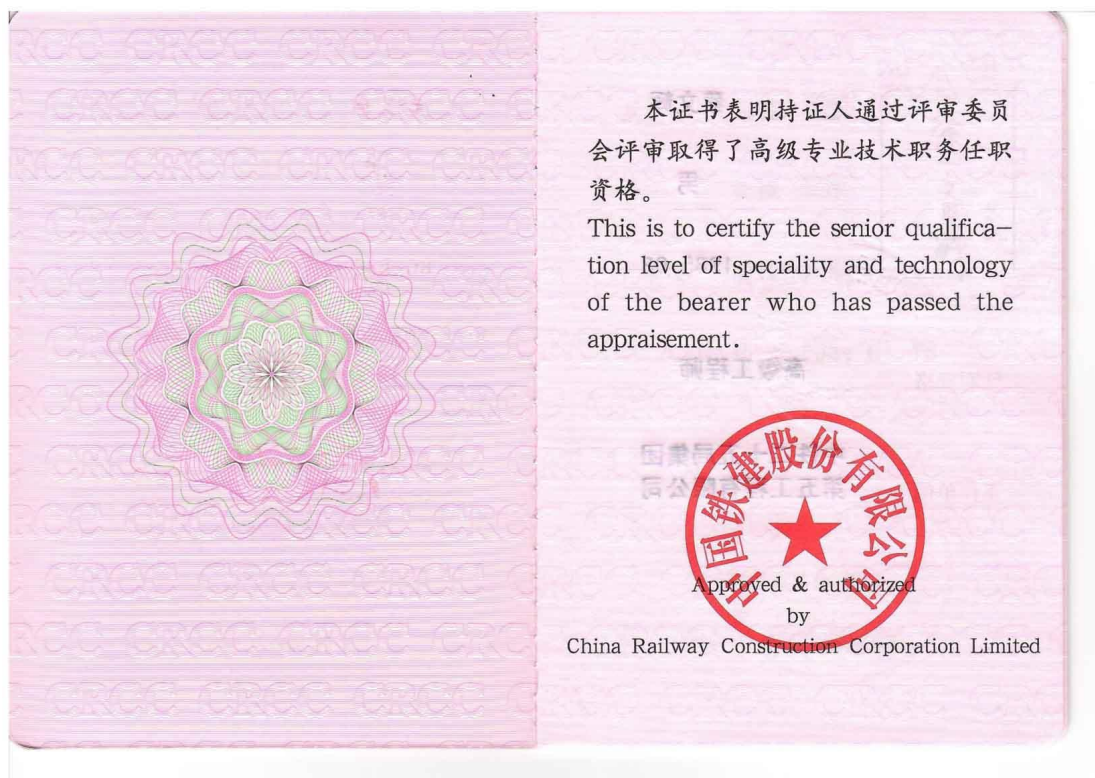 本证书表明持证人通过评审委员
会评审取得了高级专业技术职务任职
资格。
This is to certify the senior qualifica-
tion level of speciality and technology
of the bearer who has passed the
appraisement.
中国铁建股份有限公司
Approved & authorized
by
China Railway Construction Corporation Limited